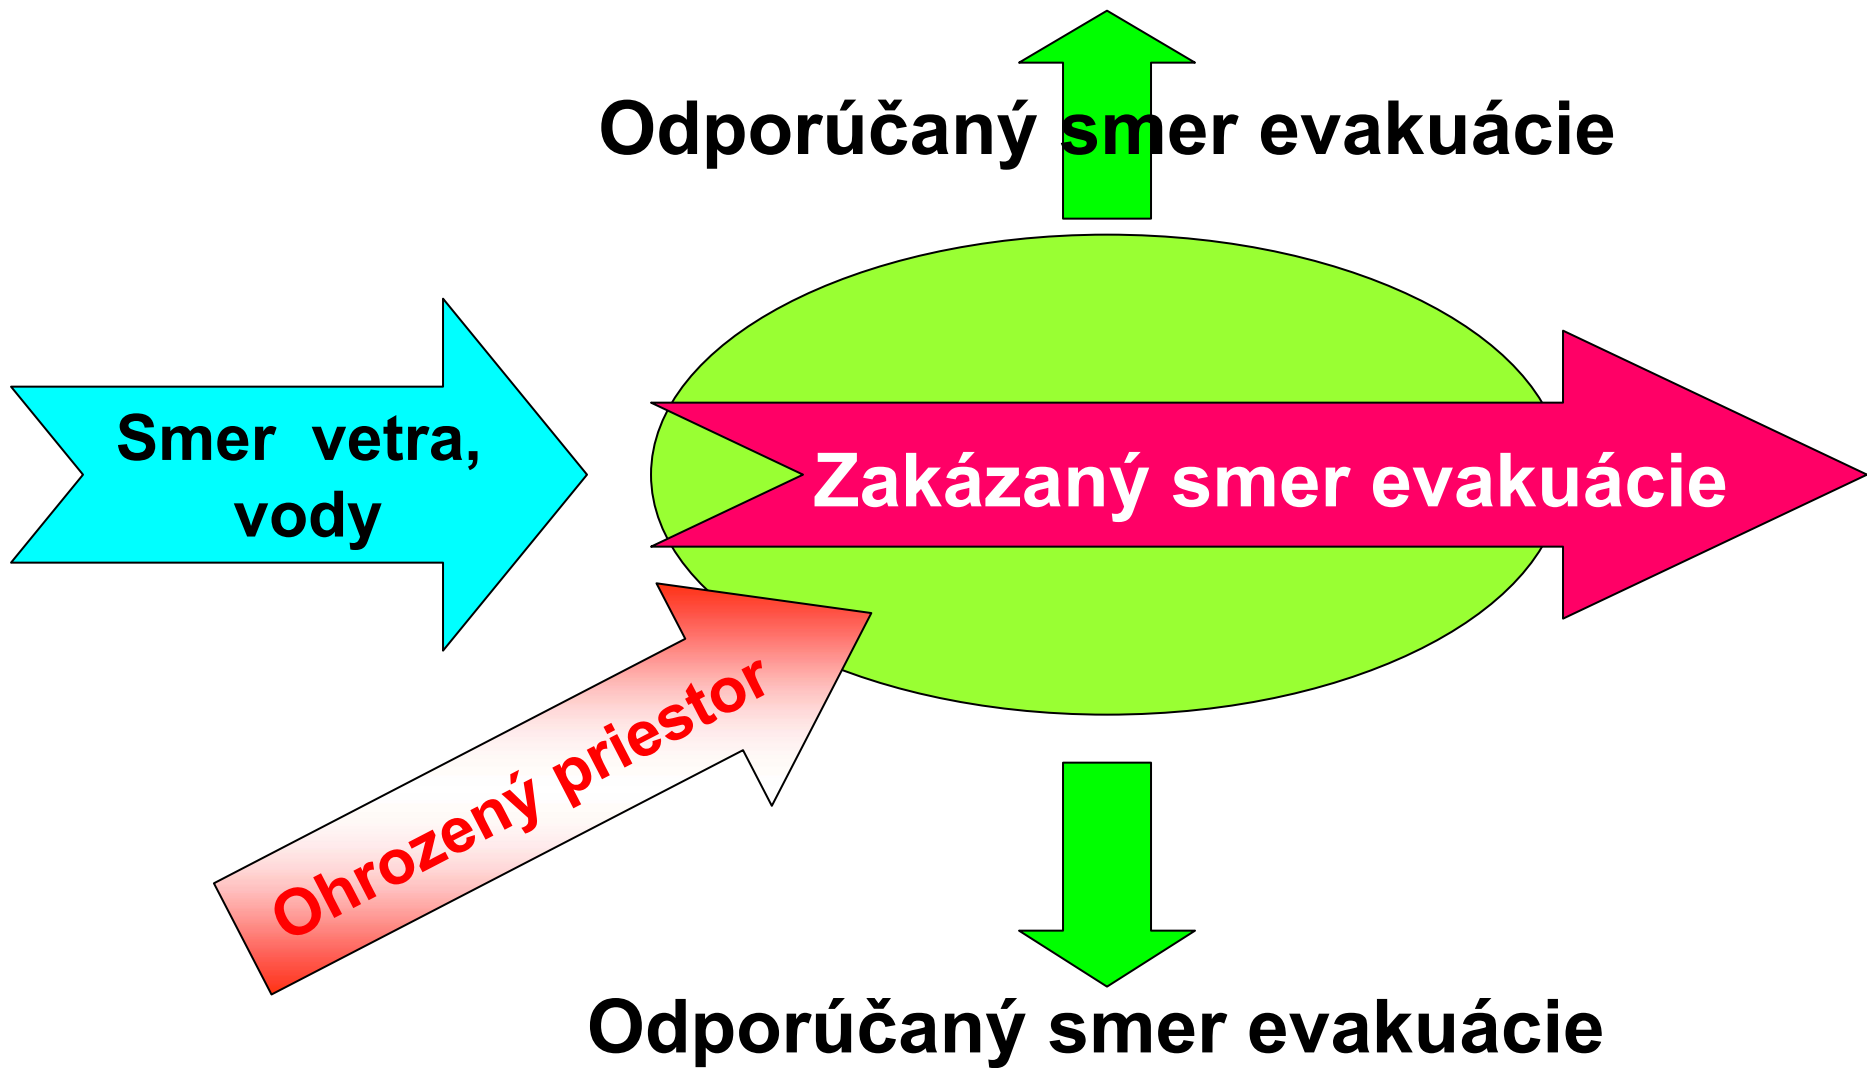 Odporúčaný smer evakuácie
Smer vetra,
vody
Zakázaný smer evakuácie
Ohrozený priestor
Odporúčaný smer evakuácie